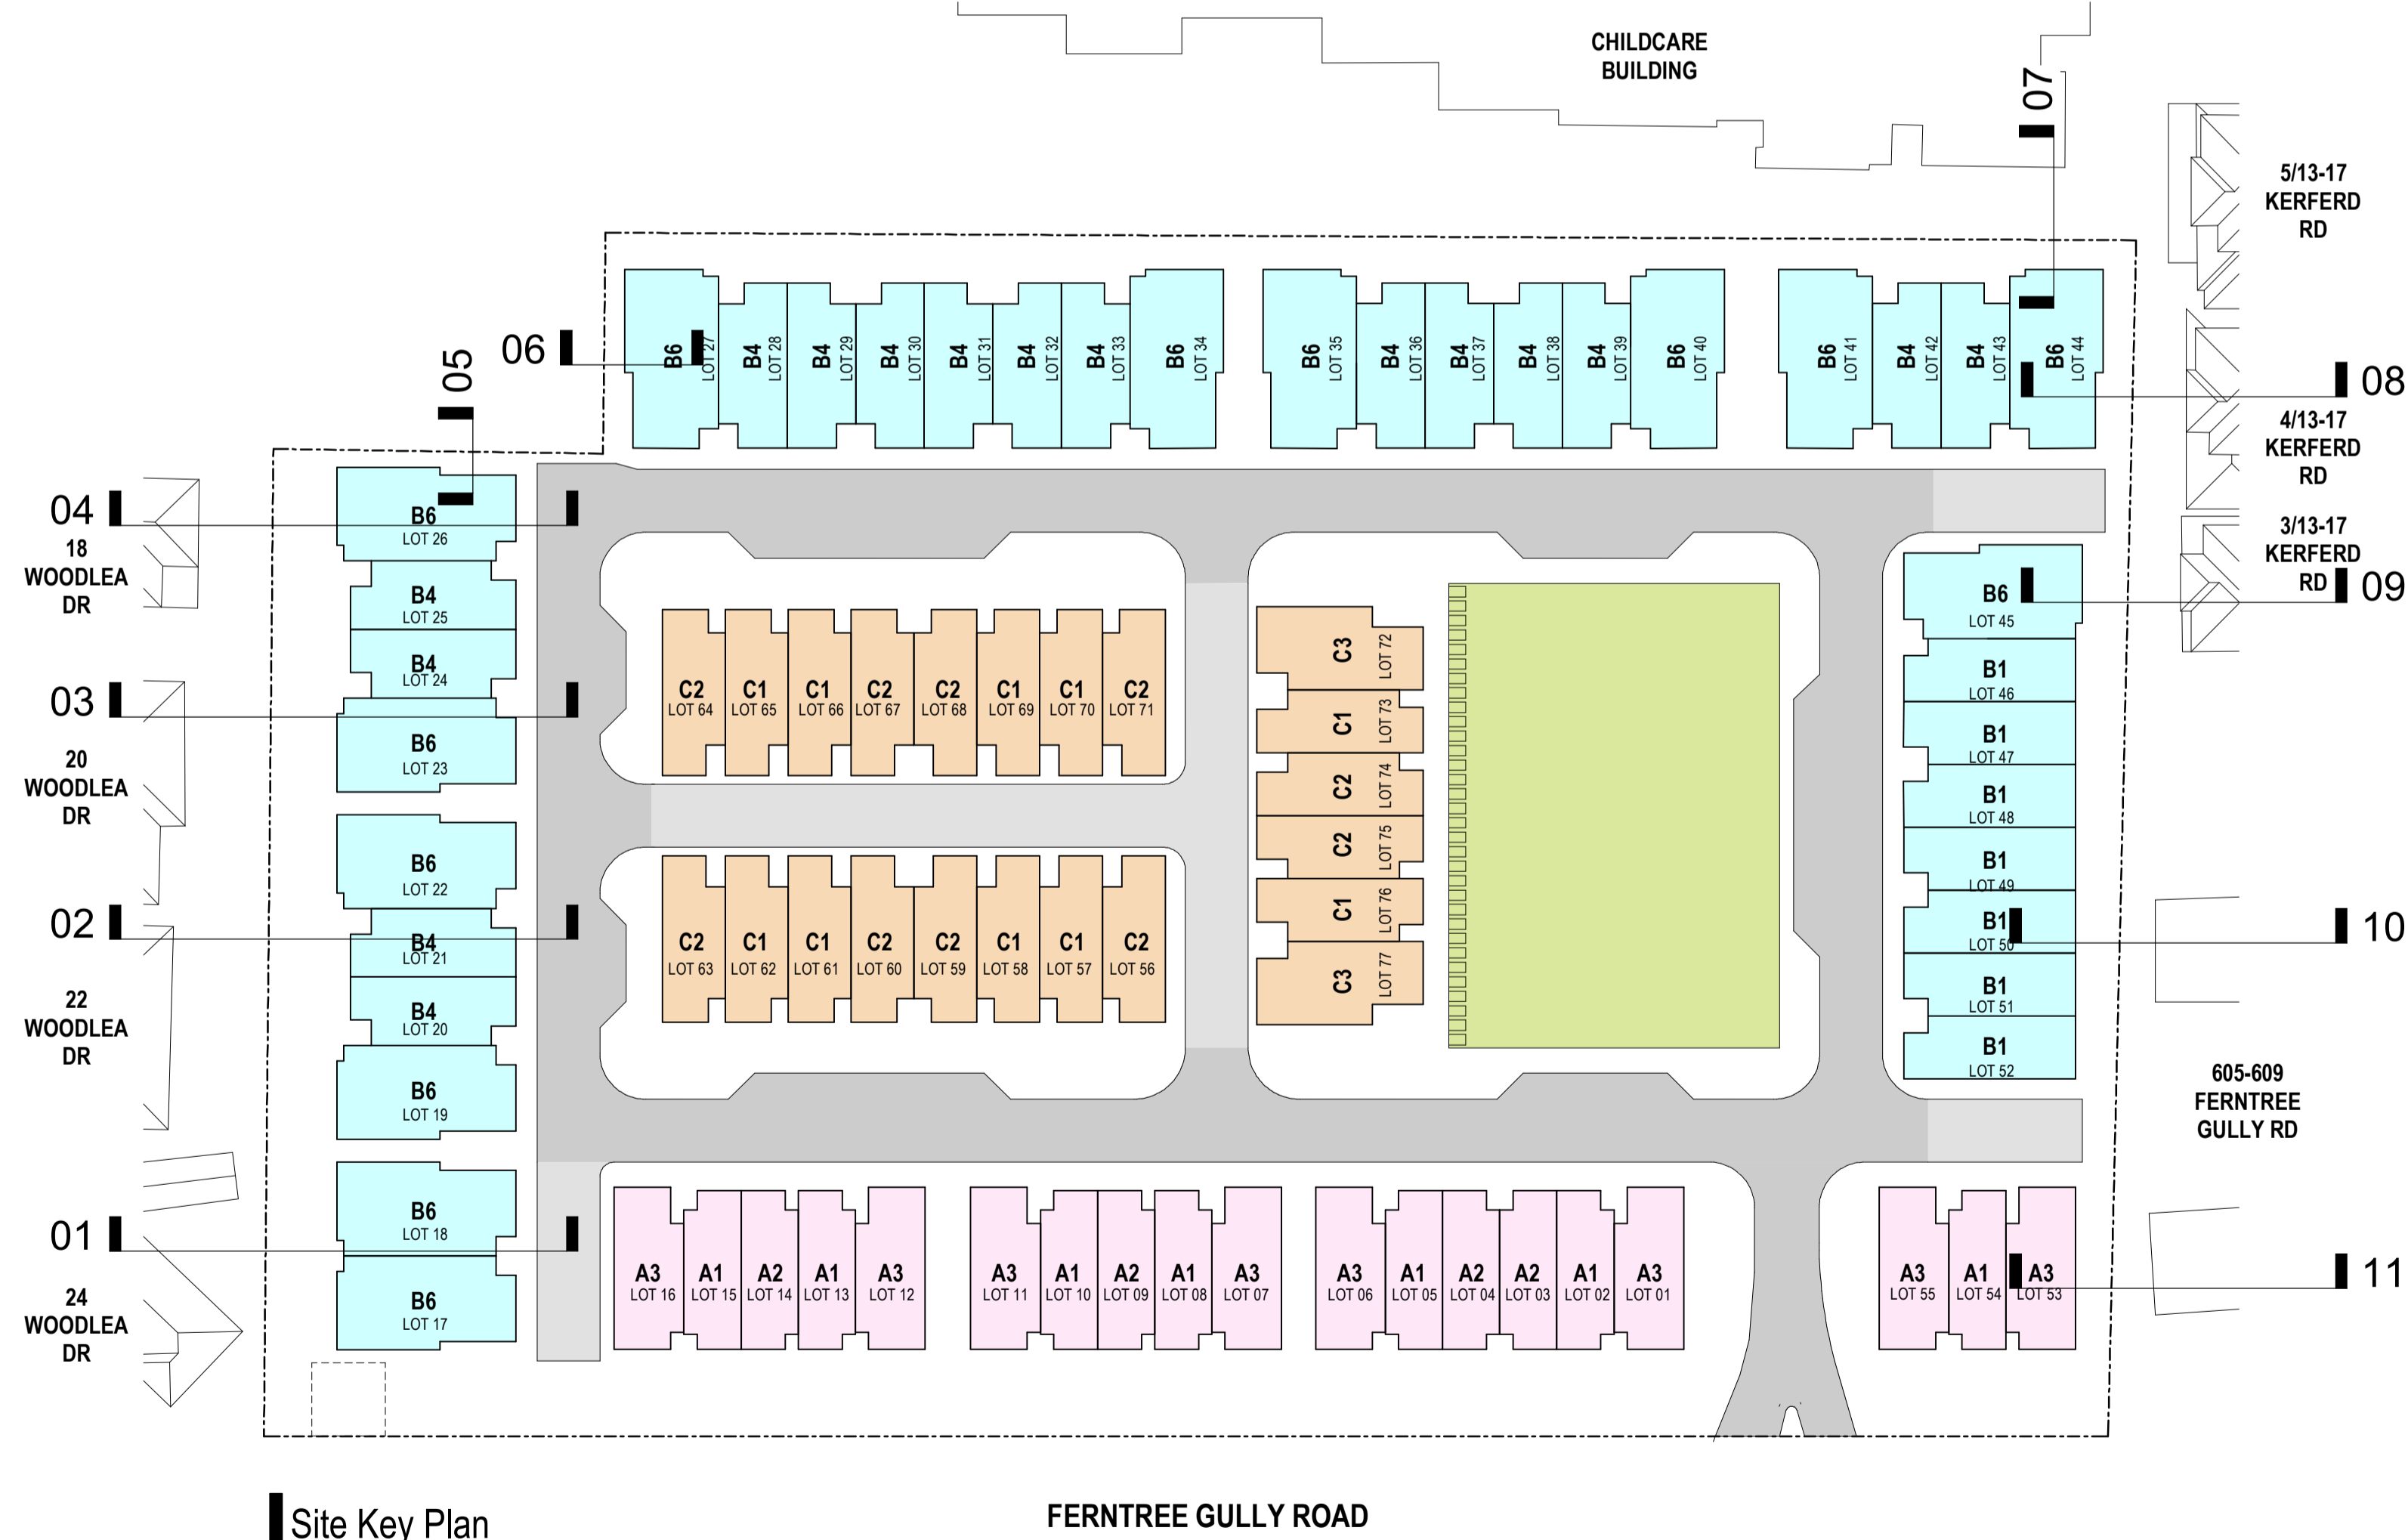 CHILDCARE
BUILDING
07
5/13-17
KERFERD
RD
06
05
B6
LOT 27
B4
LOT 28
B4
LOT 29
B4
LOT 30
B4
LOT 31
B4
LOT 32
B4
LOT 33
B6
LOT 34
B6
LOT 35
B4
LOT 36
B4
LOT 37
B4
LOT 38
B4
LOT 39
B6
LOT 40
B6
LOT 41
B4
LOT 42
B4
LOT 43
B6
LOT 44
08
4/13-17
KERFERD
RD
04
18
WOODLEA
DR
B6
LOT 26
B4
LOT 25
B4
LOT 24
B6
LOT 23
3/13-17
KERFERD
RD
09
03
20
WOODLEA
DR
C2
LOT 64
C1
LOT 65
C1
LOT 66
C2
LOT 67
C2
LOT 68
C1
LOT 69
C1
LOT 70
C2
LOT 71
C3
LOT 72
C1
LOT 73
C2
LOT 74
C2
LOT 75
C1
LOT 76
C3
LOT 77
B6
LOT 45
B1
LOT 46
B1
LOT 47
B1
LOT 48
B1
LOT 49
B1
LOT 50
B1
LOT 51
B1
LOT 52
02
22
WOODLEA
DR
B6
LOT 22
B4
LOT 21
B4
LOT 20
B6
LOT 19
C2
LOT 63
C1
LOT 62
C1
LOT 61
C2
LOT 60
C2
LOT 59
C1
LOT 58
C1
LOT 57
C2
LOT 56
10
605-609
FERNTREE
GULLY RD
01
24
WOODLEA
DR
B6
LOT 18
B6
LOT 17
A3
LOT 16
A1
LOT 15
A2
LOT 14
A1
LOT 13
A3
LOT 12
A3
LOT 11
A1
LOT 10
A2
LOT 09
A1
LOT 08
A3
LOT 07
A3
LOT 06
A1
LOT 05
A2
LOT 04
A2
LOT 03
A1
LOT 02
A3
LOT 01
A3
LOT 55
A1
LOT 54
A3
LOT 53
11
Site Key Plan
FERNTREE GULLY ROAD